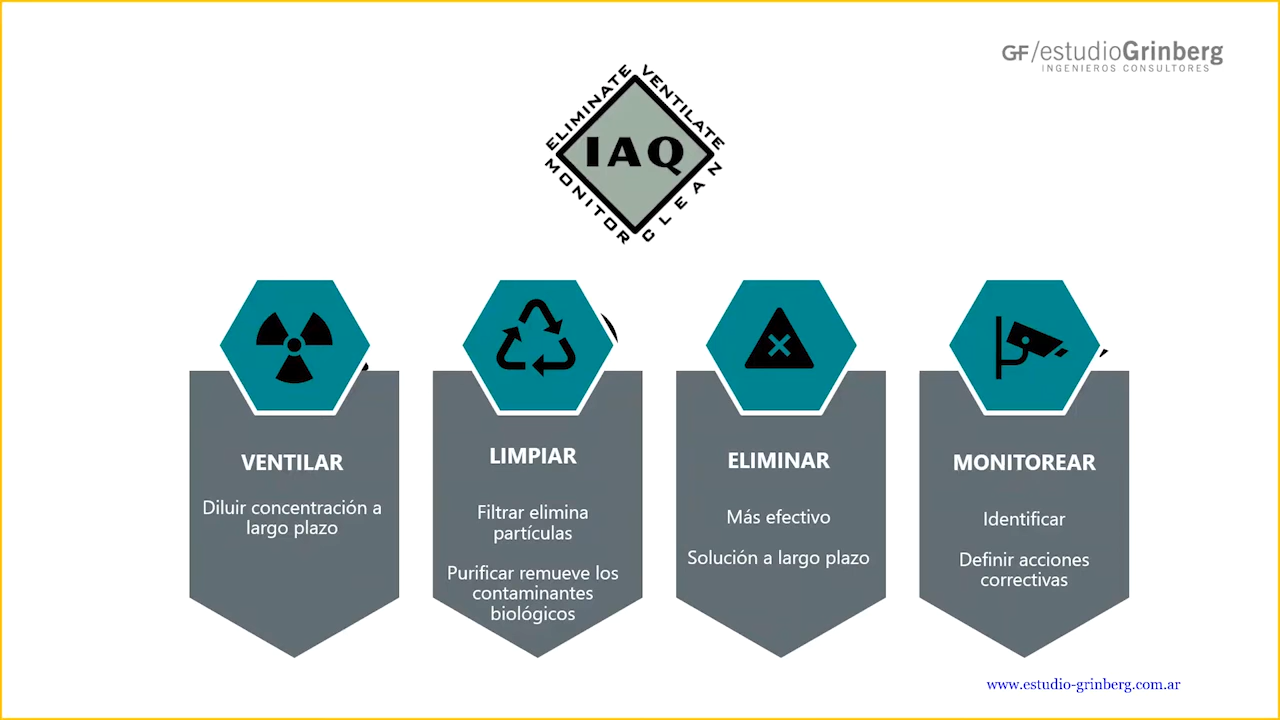 GF/estudioGrinberg
INGENIEROS CONSULTORES
ELIMINATE
VENTILATE
IAQ
MONITOR
CLEAN
VENTILAR
Diluir concentración a
largo plazo
LIMPIAR
Filtrar elimina
partículas
Purificar remueve los
contaminantes
biológicos
ELIMINAR
Más efectivo
Solución a largo plazo
MONITOREAR
Identificar
Definir acciones
correctivas
www.estudio-grinberg.com.ar